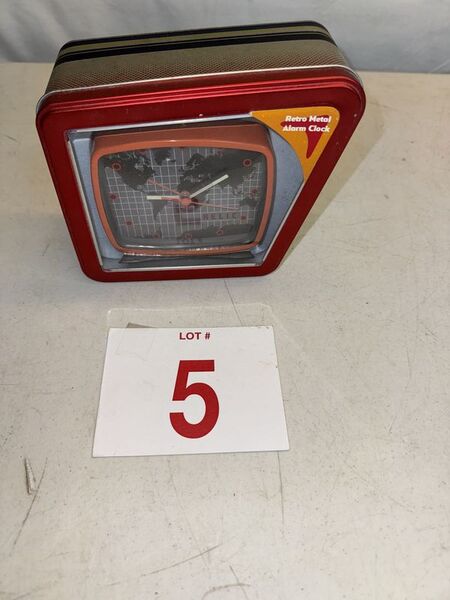 Retro Metal
Alarm Clock
LOT #
5